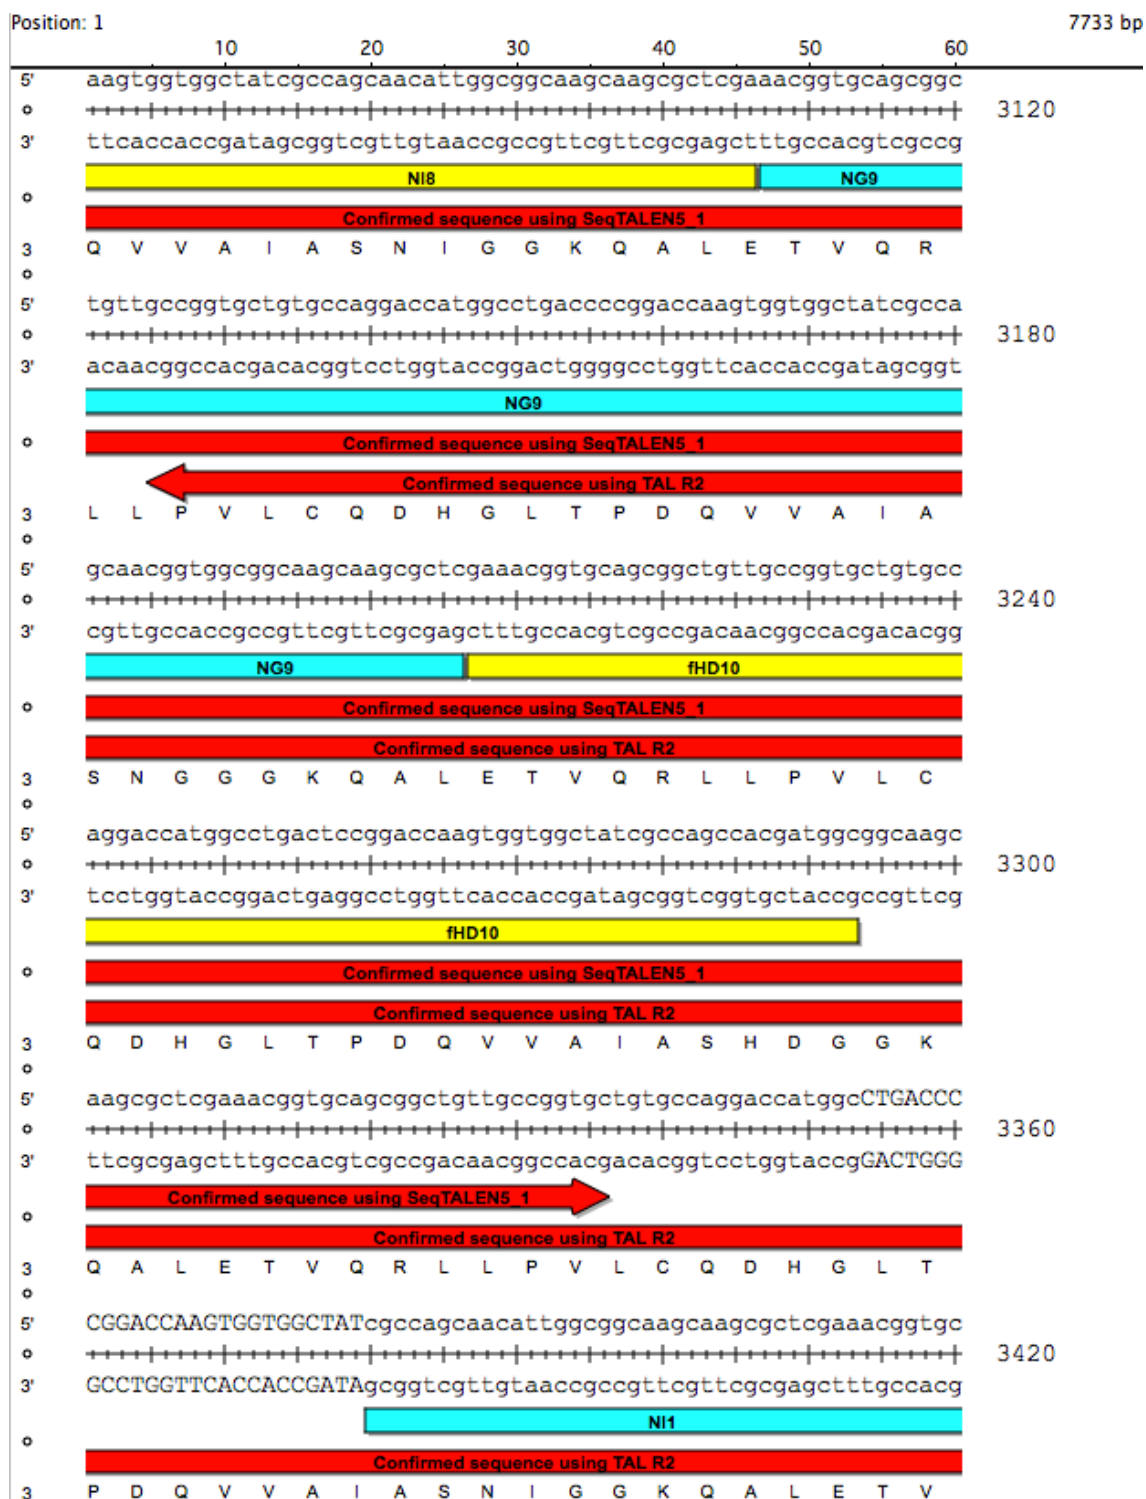 Position: 1 7733 bp
10 20 30 40 50 60
5' aagtggtggctatcgccagcaacattggcggcaagcaagcgctcgaaacggtgcagcggc
3120
3' ttcaccaccgatagcggtcgttgtaaccgccgttcgttcgcgagctttgccacgtcgccg
NI8 NG9
Confirmed sequence using SeqTALEN5_1
3 Q V V A I A S N I G G K Q A L E T V Q R
5' tgttgccggtgctgtgccaggaccatggcctgaccccggaccaagtggtggctatcgcca
3180
3' acaacggccacgacacggtcctggtaccggactggggcctggttcaccaccgatagcggt
NG9
Confirmed sequence using SeqTALEN5_1
Confirmed sequence using TAL R2
3 L L P V L C Q D H G L T P D Q V V A I A
5' gcaacggtggcggcaagcaagcgctcgaaacggtgcagcggctgttgccggtgctgtgcc
3240
3' cgttgccaccgccgttcgttcgcgagctttgccacgtcgccgacaacggccacgacacgg
NG9 fHD10
Confirmed sequence using SeqTALEN5_1
Confirmed sequence using TAL R2
3 S N G G G K Q A L E T V Q R L L P V L C
5' aggaccatggcctgactccggaccaagtggtggctatcgccagccacgatggcggcaagc
3300
3' tcctggtaccggactgaggcctggttcaccaccgatagcggtcggtgctaccgccgttcg
fHD10
Confirmed sequence using SeqTALEN5_1
Confirmed sequence using TAL R2
3 Q D H G L T P D Q V V A I A S H D G G K
5' aagcgctcgaaacggtgcagcggctgttgccggtgctgtgccaggaccatggcCTGACCC
3360
3' ttcgcgagctttgccacgtcgccgacaacggccacgacacggtcctggtaccgGACTGGG
Confirmed sequence using SeqTALEN5_1
Confirmed sequence using TAL R2
3 Q A L E T V Q R L L P V L C Q D H G L T
5' CGGACCAAGTGGTGGCTATcgccagcaacattggcggcaagcaagcgctcgaaacggtgc
3420
3' GCCTGGTTCACCACCGATAgcggtcgttgtaaccgccgttcgttcgcgagctttgccacg
NI1
Confirmed sequence using TAL R2
3 P D Q V V A I A S N I G G K Q A L E T V